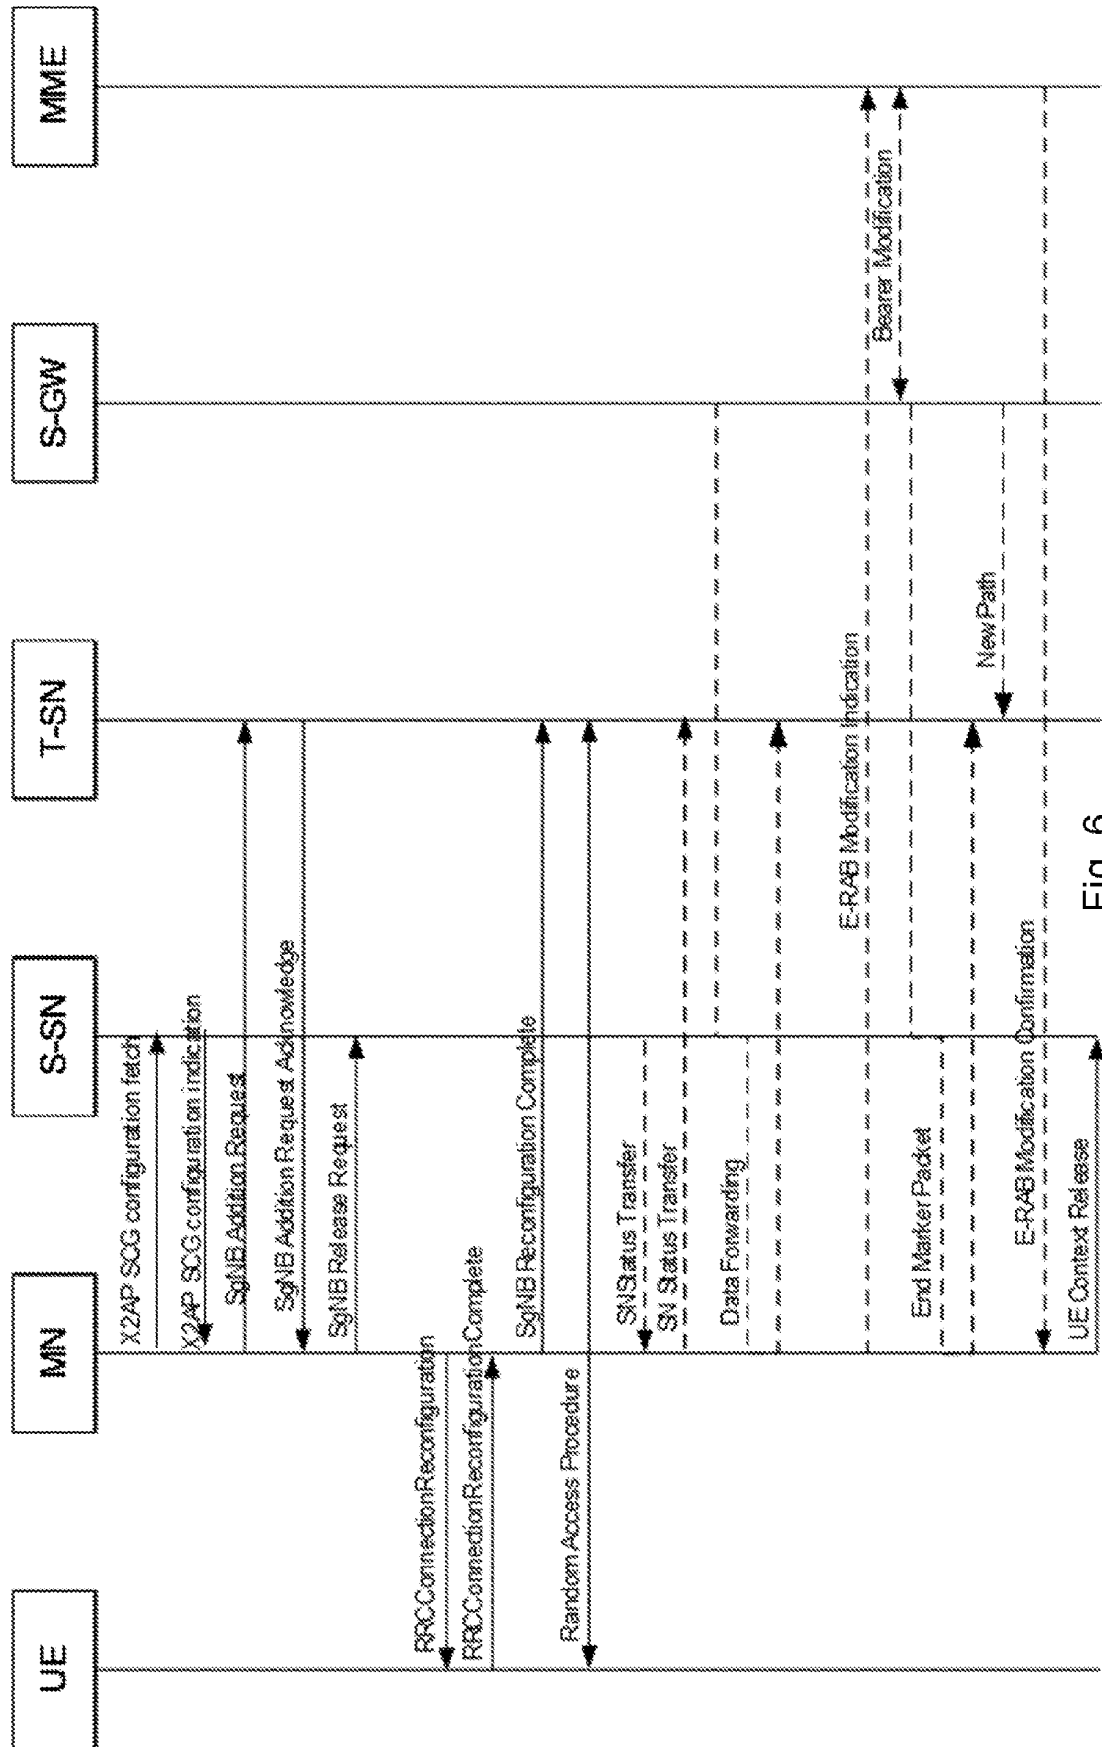 UE
MN
S-SN
T-SN
S-GW
MME
X2AP SCG configuration fetch
X2AP SCG configuration indication
SgNB Addition Request
SgNB Addition Request Acknowledge
SgNB Release Request
RRCConnectionReconfiguration
RRCConnectionReconfigurationComplete
SgNB Reconfiguration Complete
Random Access Procedure
SN Status Transfer
SN Status Transfer
Data Forwarding
E-RAB Modification Indication
Bearer Modification
End Marker Packet
New Path
E-RAB Modification Confirmation
UE Context Release
Fig. 6